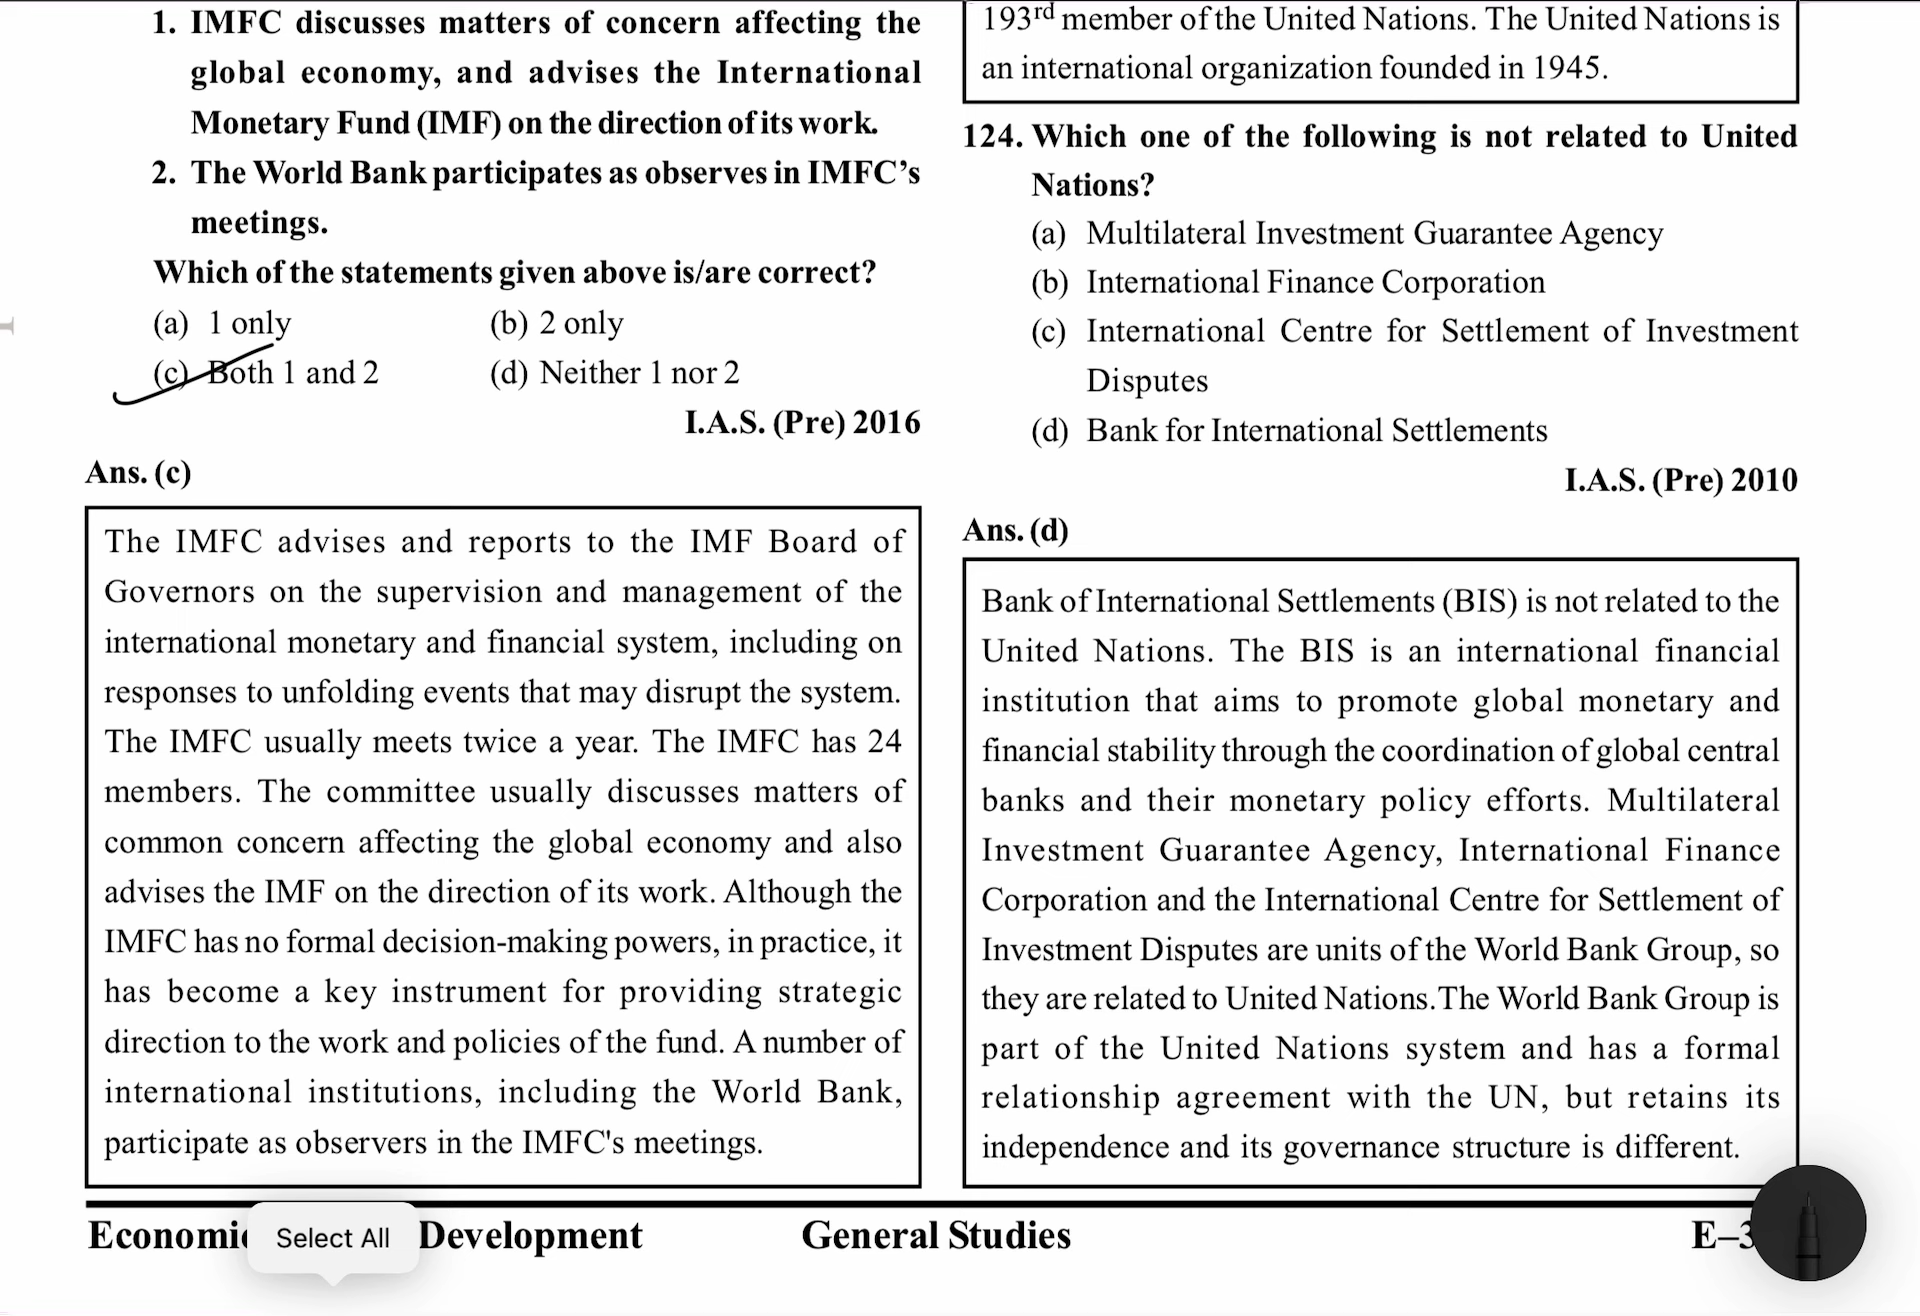 1. IMFC discusses matters of concern affecting the
global economy, and advises the International
Monetary Fund (IMF) on the direction of its work.
2. The World Bank participates as observes in IMFC’s
meetings.
Which of the statements given above is/are correct?
(a) 1 only (b) 2 only
(c) Both 1 and 2 (d) Neither 1 nor 2
I.A.S. (Pre) 2016
Ans. (c)
The IMFC advises and reports to the IMF Board of
Governors on the supervision and management of the
international monetary and financial system, including on
responses to unfolding events that may disrupt the system.
The IMFC usually meets twice a year. The IMFC has 24
members. The committee usually discusses matters of
common concern affecting the global economy and also
advises the IMF on the direction of its work. Although the
IMFC has no formal decision-making powers, in practice, it
has become a key instrument for providing strategic
direction to the work and policies of the fund. A number of
international institutions, including the World Bank,
participate as observers in the IMFC's meetings.
193rd member of the United Nations. The United Nations is
an international organization founded in 1945.
124. Which one of the following is not related to United
Nations?
(a) Multilateral Investment Guarantee Agency
(b) International Finance Corporation
(c) International Centre for Settlement of Investment
Disputes
(d) Bank for International Settlements
I.A.S. (Pre) 2010
Ans. (d)
Bank of International Settlements (BIS) is not related to the
United Nations. The BIS is an international financial
institution that aims to promote global monetary and
financial stability through the coordination of global central
banks and their monetary policy efforts. Multilateral
Investment Guarantee Agency, International Finance
Corporation and the International Centre for Settlement of
Investment Disputes are units of the World Bank Group, so
they are related to United Nations.The World Bank Group is
part of the United Nations system and has a formal
relationship agreement with the UN, but retains its
independence and its governance structure is different.
Select All
Development General Studies